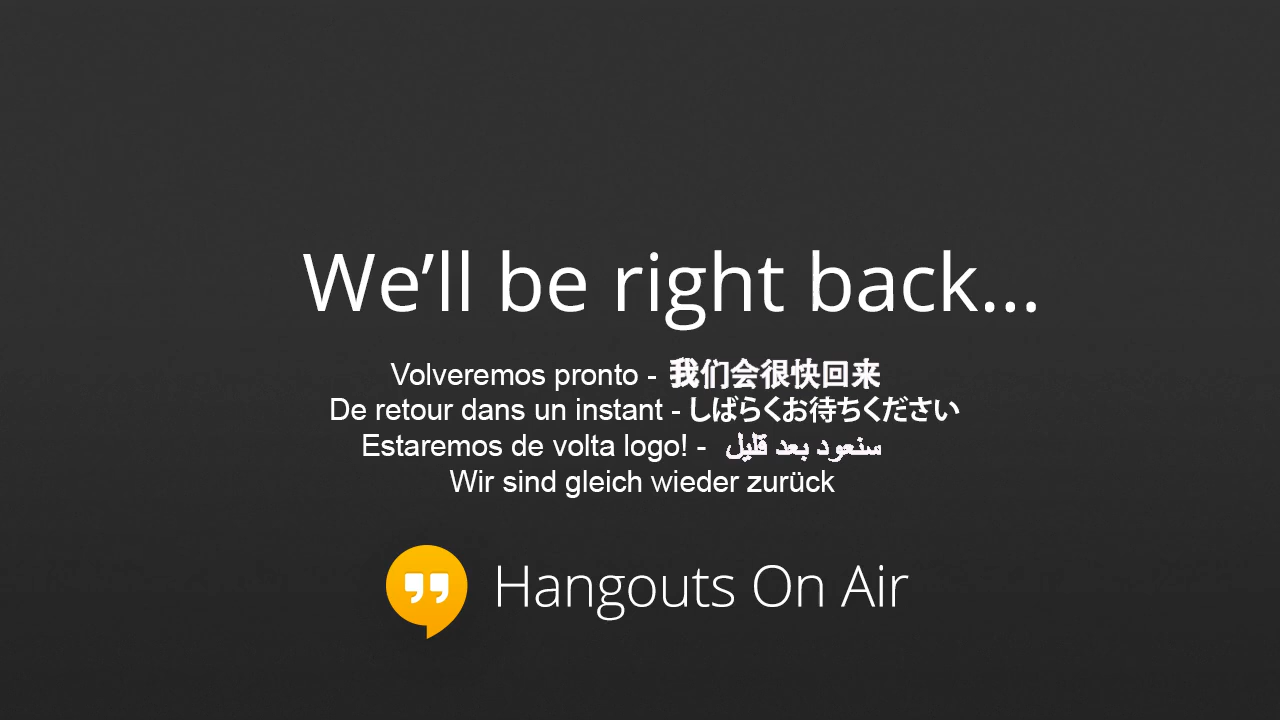 We’ll be right back...
Volveremos pronto - 我们会很快回来
De retour dans un instant - しばらくお待ちください
Estaremos de volta logo! - سنعود بعد قليل
Wir sind gleich wieder zurück
Hangouts On Air